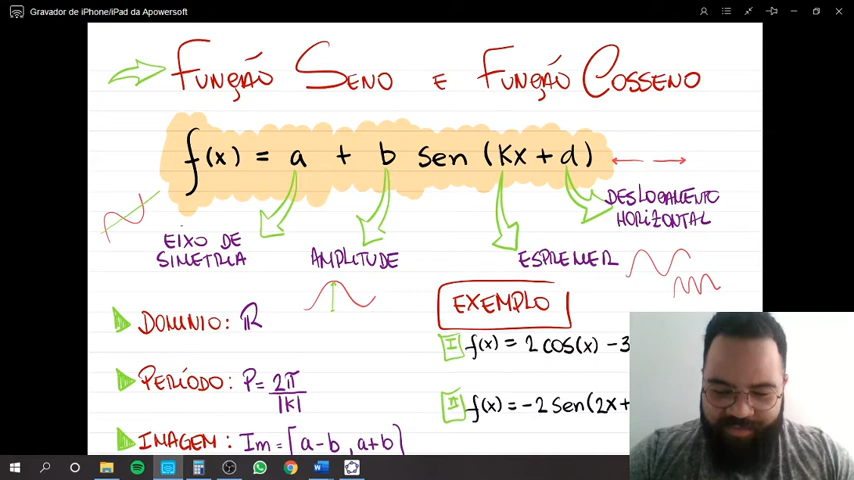 Gravador de iPhone/iPad da Apowersoft
FUNÇÃO SENO E FUNÇÃO COSSENO
f(x) = a + b sen (Kx + d)
DESLOCAMENTO
HORIZONTAL
EIXO DE
SIMETRIA
AMPLITUDE
ESPREMER
DOMINIO: ℝ
EXEMPLO
I f(x) = 2 cos(x) - 3
PERÍODO: P = 2π
|K|
II f(x) = -2 sen(2x+
IMAGEM: Im = [a-b, a+b]